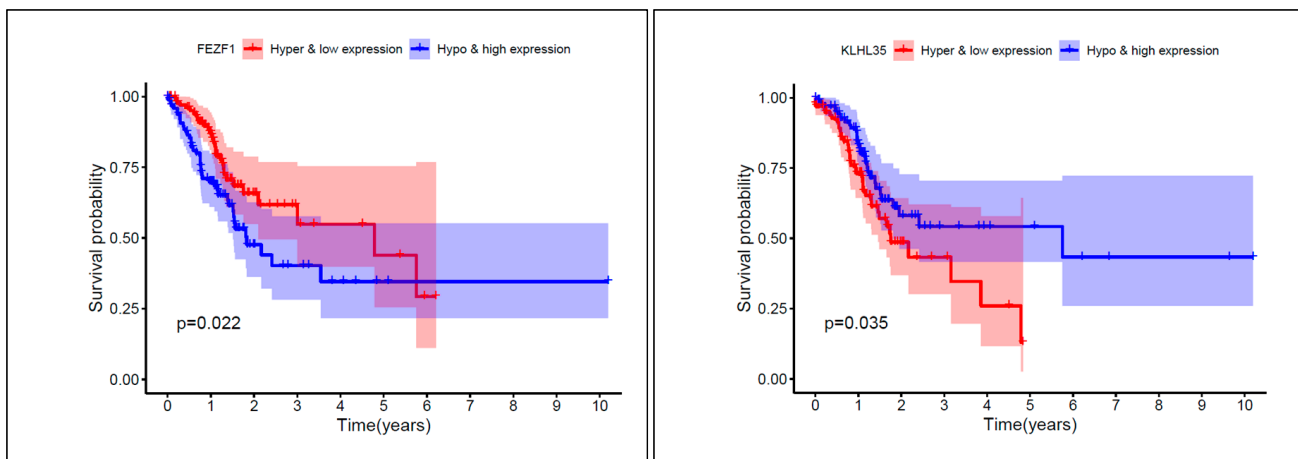 FEZF1 Hyper & low expression Hypo & high expression
Survival probability
1.00
0.75
0.50
0.25
0.00
p=0.022
0 1 2 3 4 5 6 7 8 9 10
Time(years)
KLHL35 Hyper & low expression Hypo & high expression
Survival probability
1.00
0.75
0.50
0.25
0.00
p=0.035
0 1 2 3 4 5 6 7 8 9 10
Time(years)